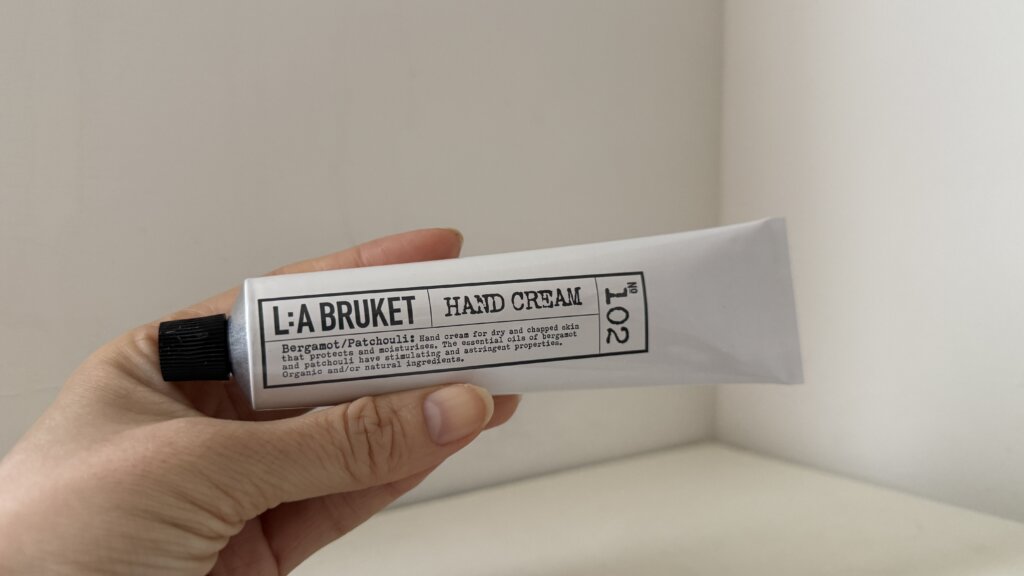 L:A BRUKET
HAND CREAM
Nº
102
Bergamot/Patchouli: Hand cream for dry and chapped skin
that protects and moisturises. The essential oils of bergamot
and patchouli have stimulating and astringent properties.
Organic and/or natural ingredients.